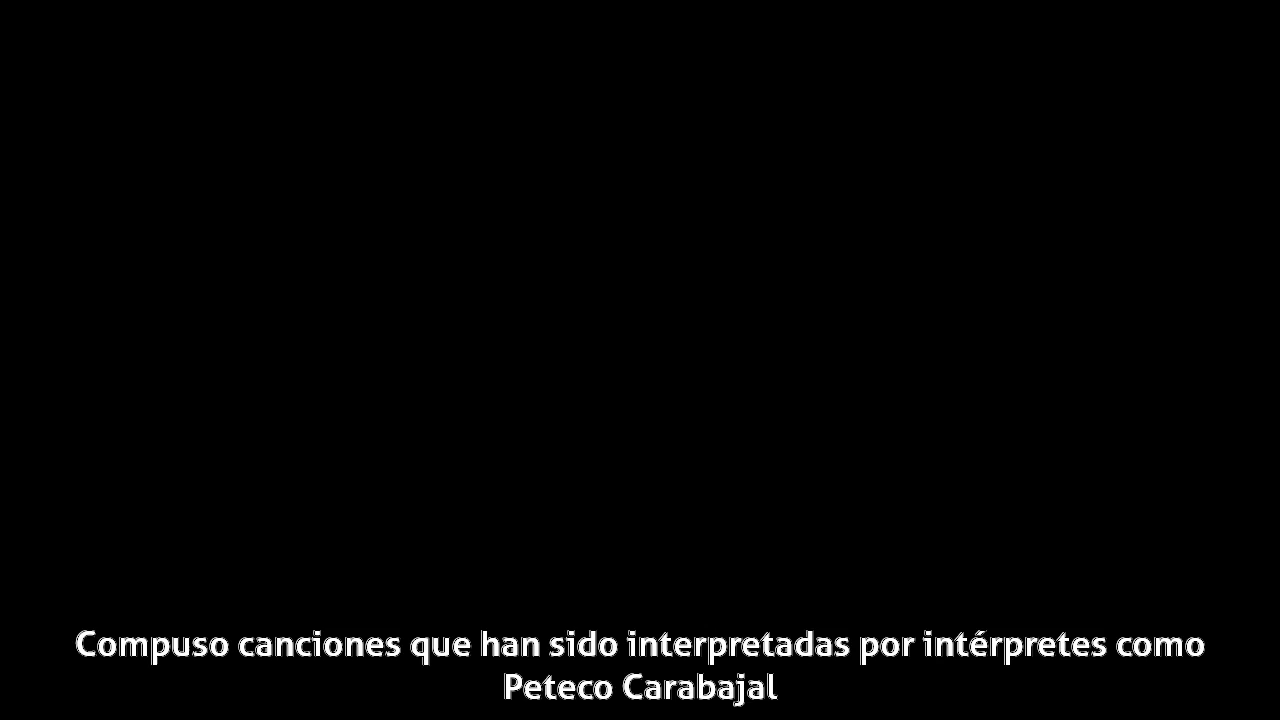 Compuso canciones que han sido interpretadas por intérpretes como
Peteco Carabajal